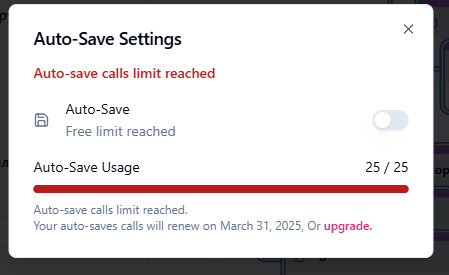 Auto-Save Settings
Auto-save calls limit reached
Auto-Save
Free limit reached
Auto-Save Usage 25 / 25
Auto-save calls limit reached.
Your auto-saves calls will renew on March 31, 2025, Or upgrade.